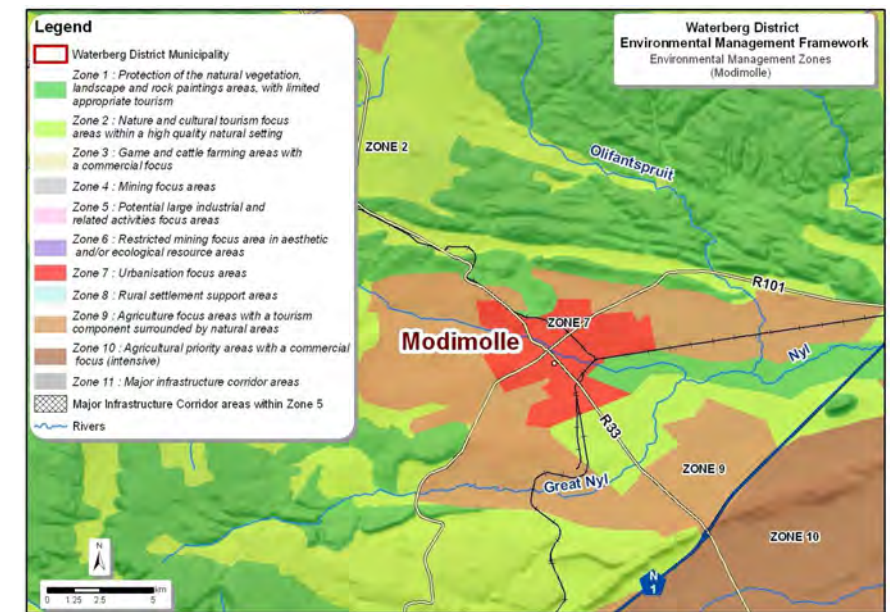 Legend
Waterberg District Municipality
Zone 1 : Protection of the natural vegetation,
landscape and rock paintings areas, with limited
appropriate tourism
Zone 2 : Nature and cultural tourism focus
areas within a high quality natural setting
Zone 3 : Game and cattle farming areas with
a commercial focus
Zone 4 : Mining focus areas
Zone 5 : Potential large industrial and
related activities focus areas
Zone 6 : Restricted mining focus area in aesthetic
and/or ecological resource areas
Zone 7 : Urbanisation focus areas
Zone 8 : Rural settlement support areas
Zone 9 : Agriculture focus areas with a tourism
component surrounded by natural areas
Zone 10 : Agricultural priority areas with a commercial
focus (intensive)
Zone 11 : Major infrastructure corridor areas
Major Infrastructure Corridor areas within Zone 5
Rivers
Waterberg District
Environmental Management Framework
Environmental Management Zones
(Modimolle)
ZONE 2
Olifantspruit
R101
ZONE 7
Modimolle
Nyl
R33
ZONE 9
Great Nyl
ZONE 10
N
1
N
km
0 1.25 2.5 5